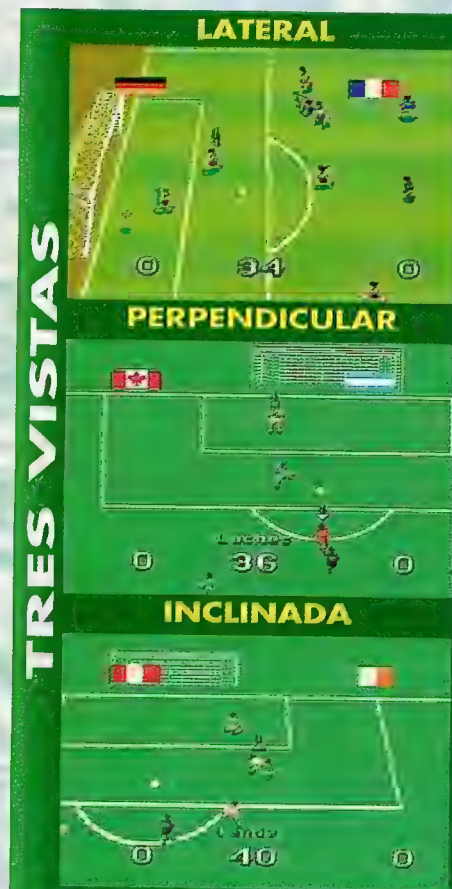 TRES VISTAS
LATERAL
0 34 0
PERPENDICULAR
0 36 0
INCLINADA
0 40 0